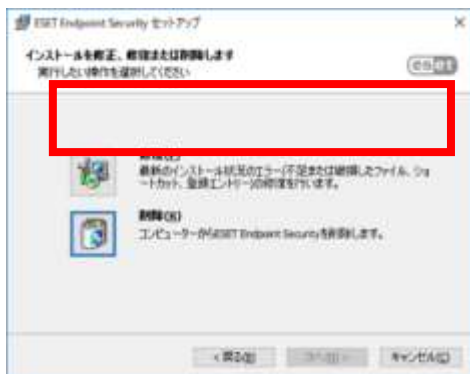 ESET Endpoint Security セットアップ
インストールを修正、修復または削除します
実行したい操作を選択してください
eseT
最新のインストール状況のエラー(不足または破損したファイル、ショ
ートカット、登録エントリー)の修復を行います。
削除(R)
コンピューターからESET Endpoint Securityを削除します。
< 戻る(B)
キャンセル(C)